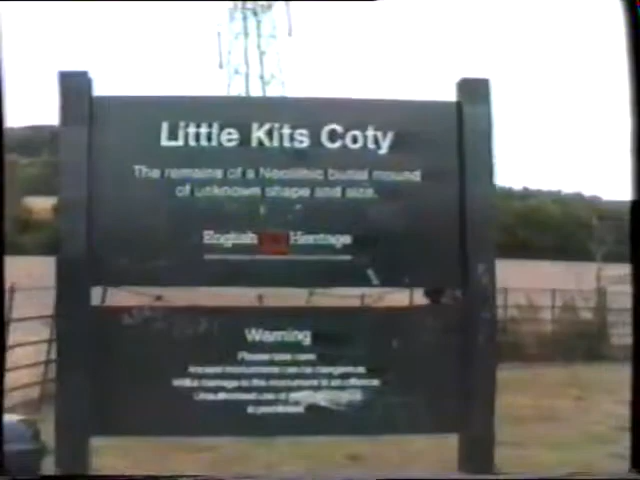 Little Kits Coty
The remains of a Neolithic burial mound
of unknown shape and size.
English Heritage
Warning
Please take care
Ancient monuments can be dangerous
Wilful damage to this monument is an offence
Unauthorised use of
is prohibited